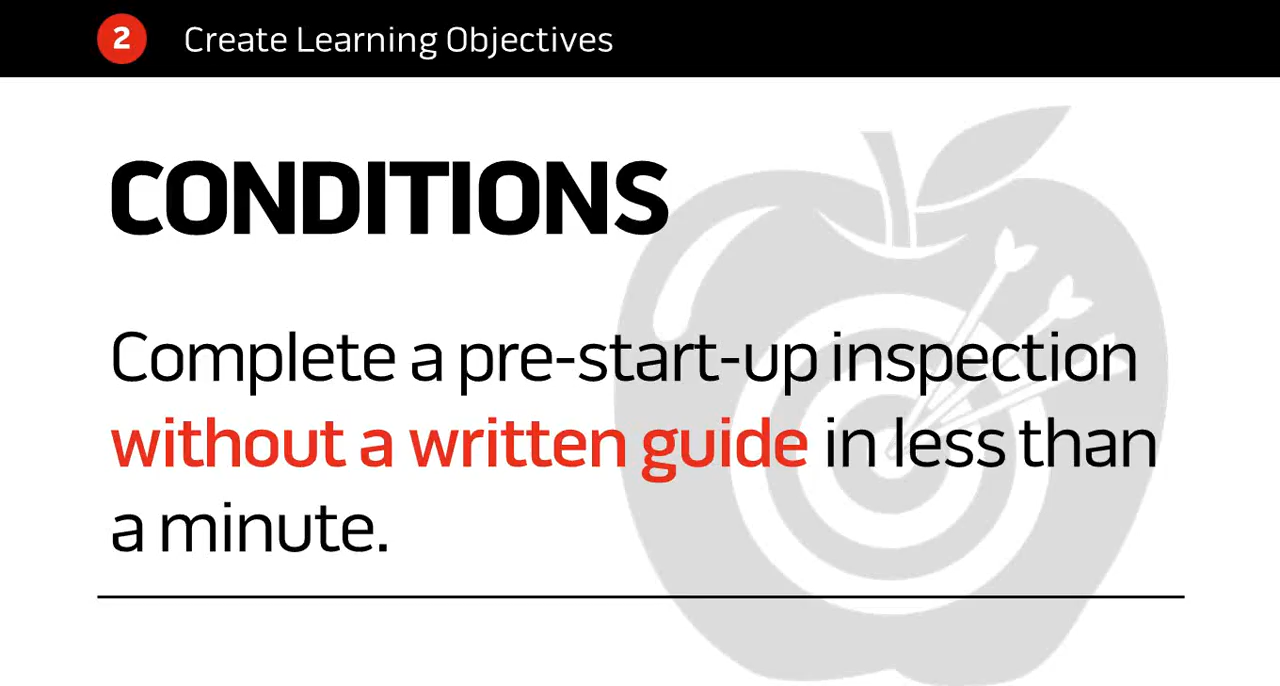 2 Create Learning Objectives
CONDITIONS
Complete a pre-start-up inspection
without a written guide in less than
a minute.